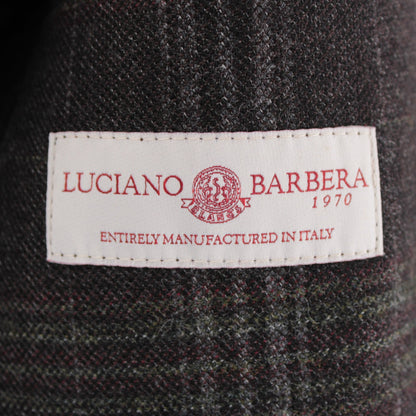 LUCIANO BARBERA
1970
ENTIRELY MANUFACTURED IN ITALY